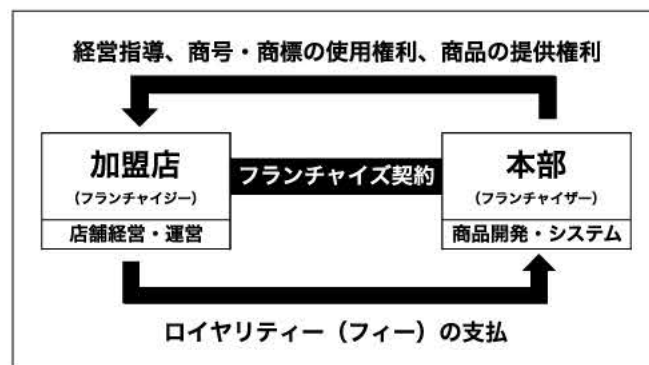 経営指導、商号・商標の使用権利、商品の提供権利
加盟店
（フランチャイジー）
店舗経営・運営
フランチャイズ契約
本部
（フランチャイザー）
商品開発・システム
ロイヤリティー（フィー）の支払